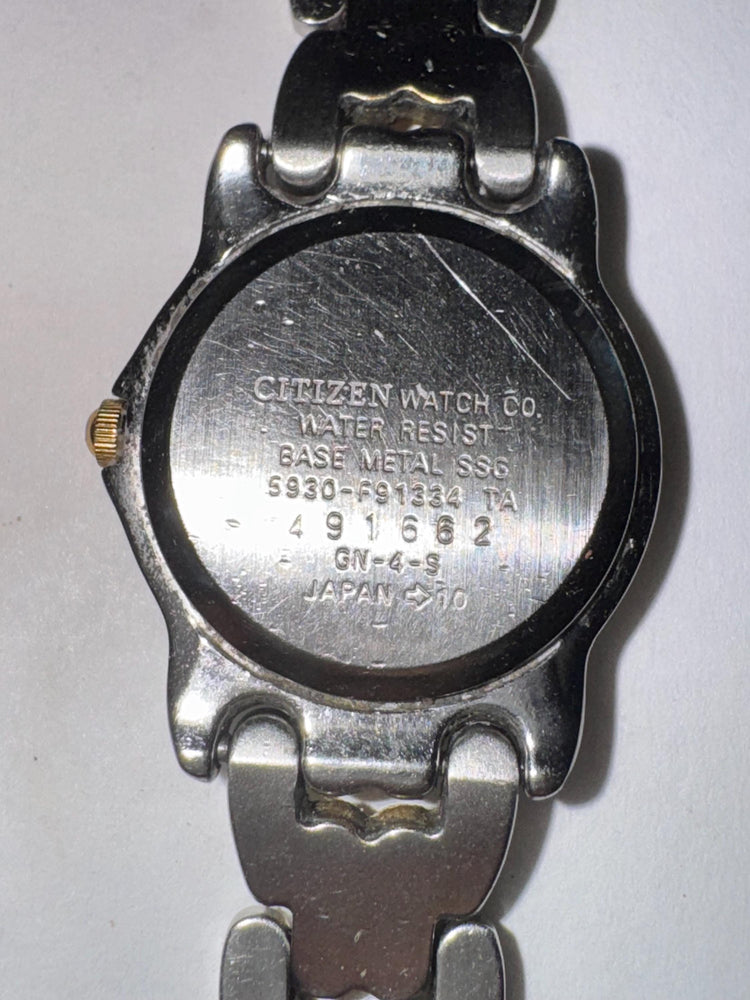 CITIZEN WATCH CO.
WATER RESIST
BASE METAL SSG
5930-F91334 TA
491662
GN-4-S
JAPAN ➩10